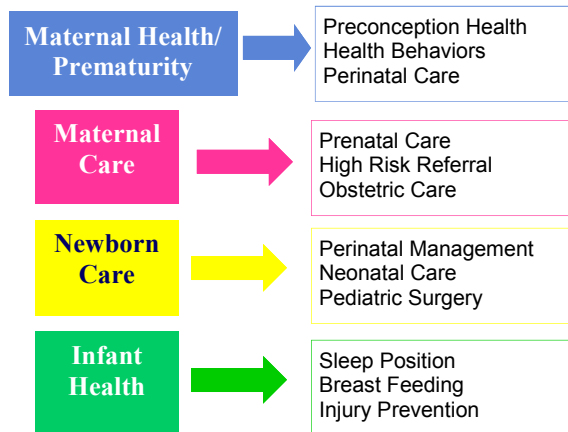 Maternal Health/
Prematurity
Preconception Health
Health Behaviors
Perinatal Care
Maternal
Care
Prenatal Care
High Risk Referral
Obstetric Care
Newborn
Care
Perinatal Management
Neonatal Care
Pediatric Surgery
Infant
Health
Sleep Position
Breast Feeding
Injury Prevention